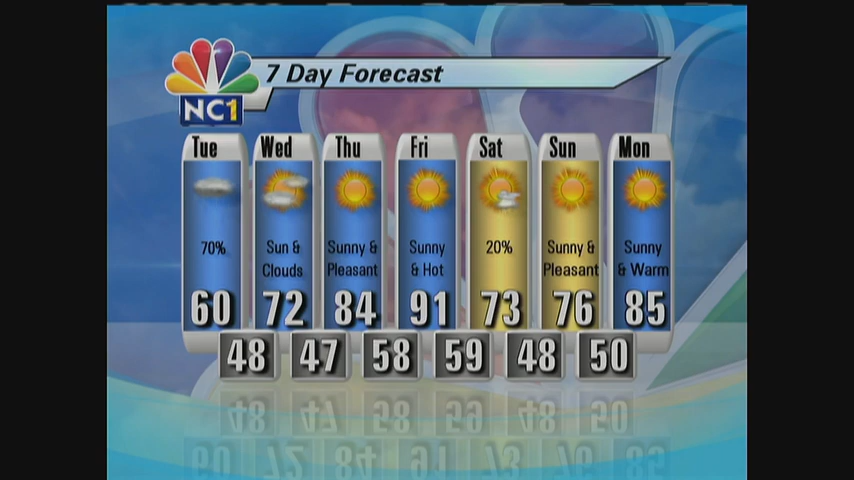 7 Day Forecast
NC1
Tue Wed Thu Fri Sat Sun Mon
70%
Sun &
Clouds
Sunny &
Pleasant
Sunny
& Hot
20%
Sunny &
Pleasant
Sunny
& Warm
60 72 84 91 73 76 85
48 47 58 59 48 50